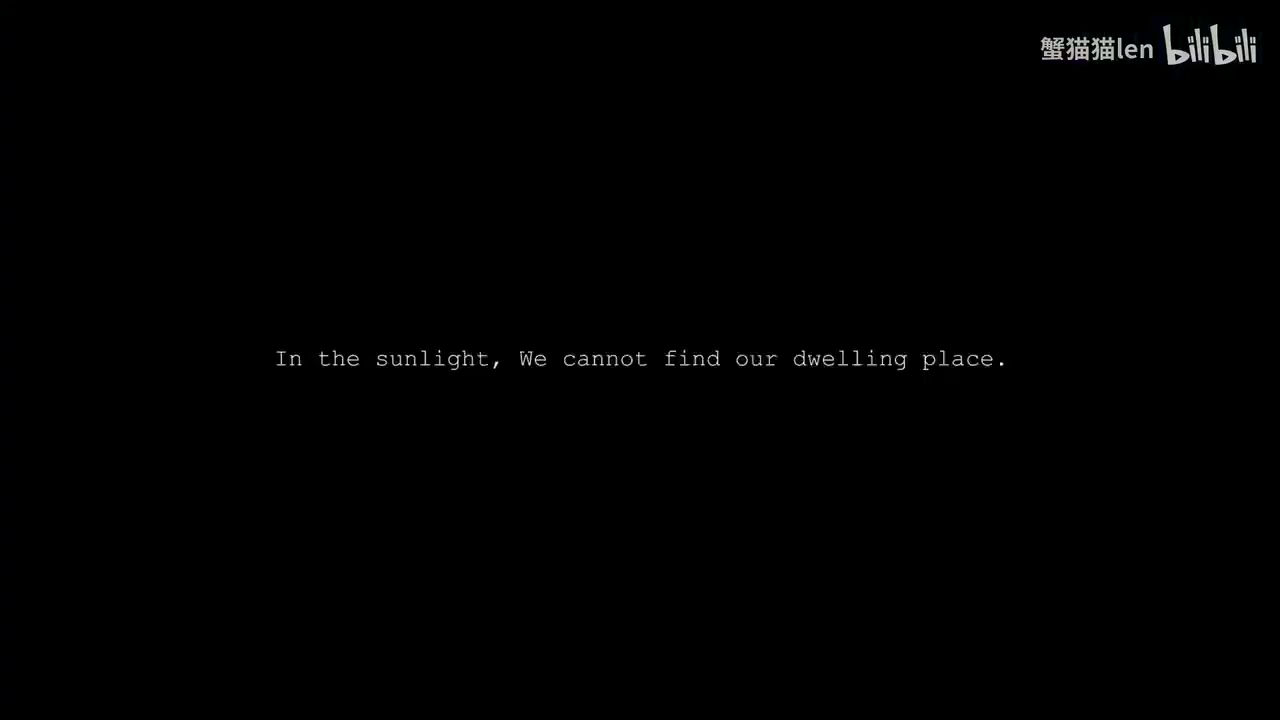 蟹猫猫len bilibili
In the sunlight, We cannot find our dwelling place.